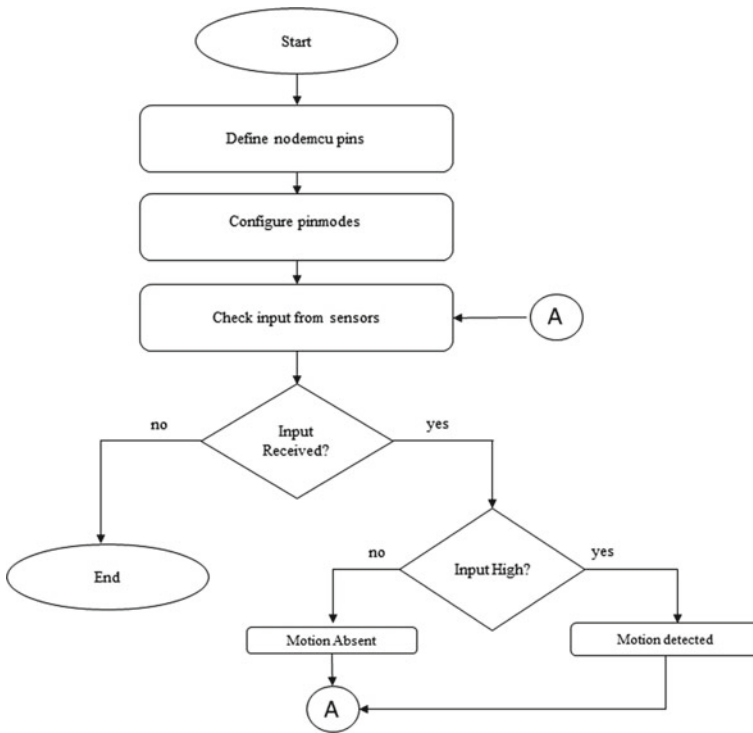 Start
Define nodemcu pins
Configure pinmodes
Check input from sensors
A
no
Input
Received?
yes
End
no
Input High?
yes
Motion Absent
Motion detected
A